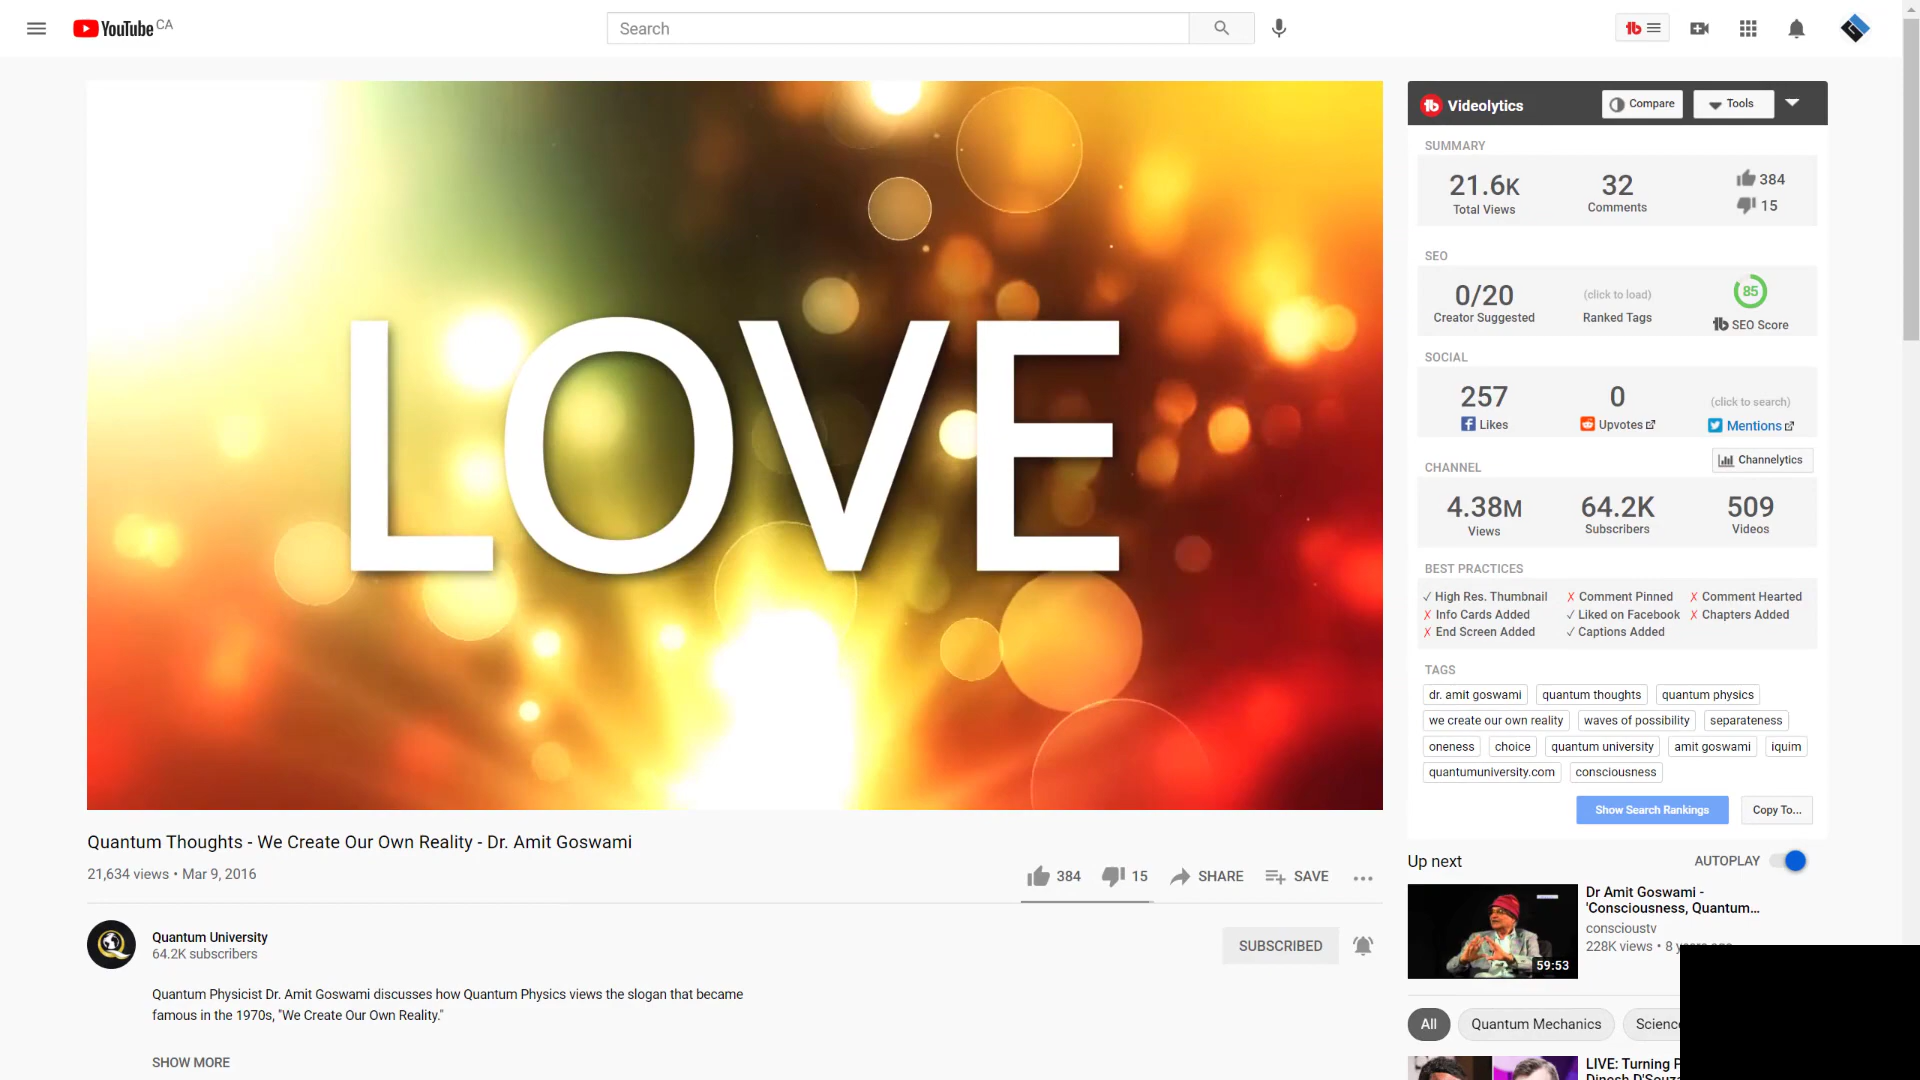 YouTube CA
Search
LOVE
Quantum Thoughts - We Create Our Own Reality - Dr. Amit Goswami
21,634 views • Mar 9, 2016
384
15
SHARE
SAVE
Quantum University
64.2K subscribers
SUBSCRIBED
Quantum Physicist Dr. Amit Goswami discusses how Quantum Physics views the slogan that became
famous in the 1970s, "We Create Our Own Reality."
SHOW MORE
Videolytics
Compare
Tools
SUMMARY
21.6K
Total Views
32
Comments
384
15
SEO
0/20
Creator Suggested
(click to load)
Ranked Tags
85
SEO Score
SOCIAL
257
Likes
0
Upvotes
(click to search)
Mentions
Channelytics
CHANNEL
4.38M
Views
64.2K
Subscribers
509
Videos
BEST PRACTICES
✓ High Res. Thumbnail
✗ Comment Pinned
✗ Comment Hearted
✗ Info Cards Added
✓ Liked on Facebook
✗ Chapters Added
✗ End Screen Added
✓ Captions Added
TAGS
dr. amit goswami
quantum thoughts
quantum physics
we create our own reality
waves of possibility
separateness
oneness
choice
quantum university
amit goswami
iquim
quantumuniversity.com
consciousness
Show Search Rankings
Copy To...
Up next
AUTOPLAY
Dr Amit Goswami -
'Consciousness, Quantum...
conscioustv
228K views • 8
59:53
All
Quantum Mechanics
LIVE: Turning